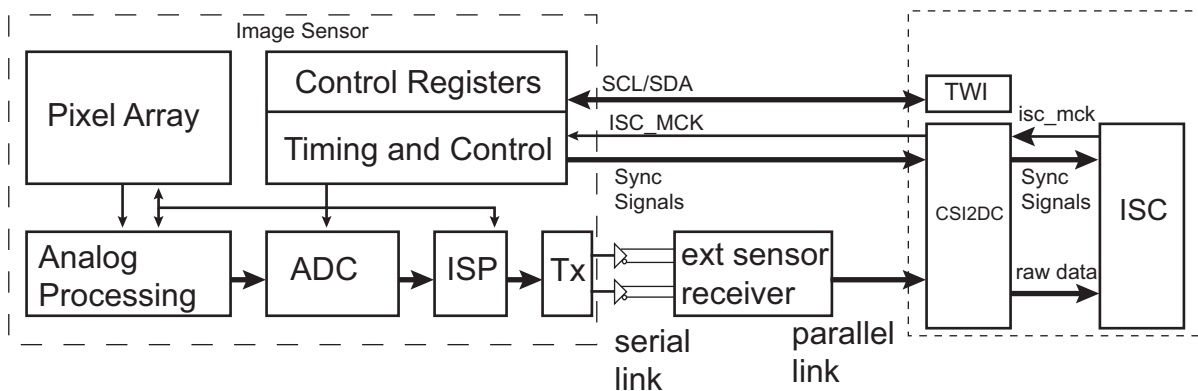 Image Sensor
Pixel Array
Control Registers
Timing and Control
SCL/SDA
TWI
ISC_MCK
isc_mck
Sync
Signals
CSI2DC
Sync
Signals
ISC
Analog
Processing
ADC
ISP
Tx
ext sensor
receiver
raw data
serial
link
parallel
link